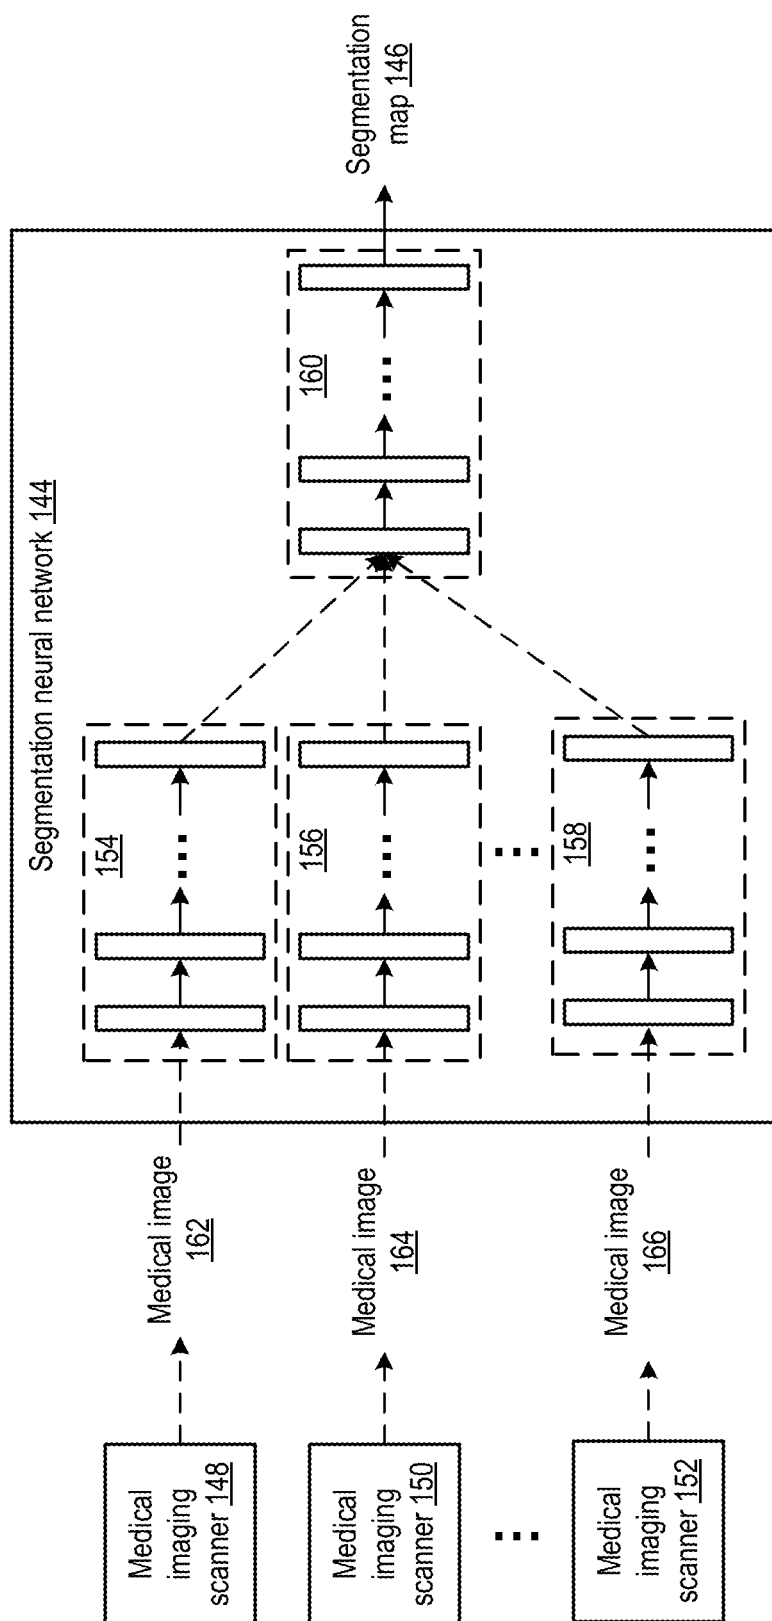 Medical
imaging
scanner 148
Medical
imaging
scanner 150
Medical
imaging
scanner 152
Medical image
162
Medical image
164
Medical image
166
Segmentation neural network 144
154
156
158
160
Segmentation
map 146